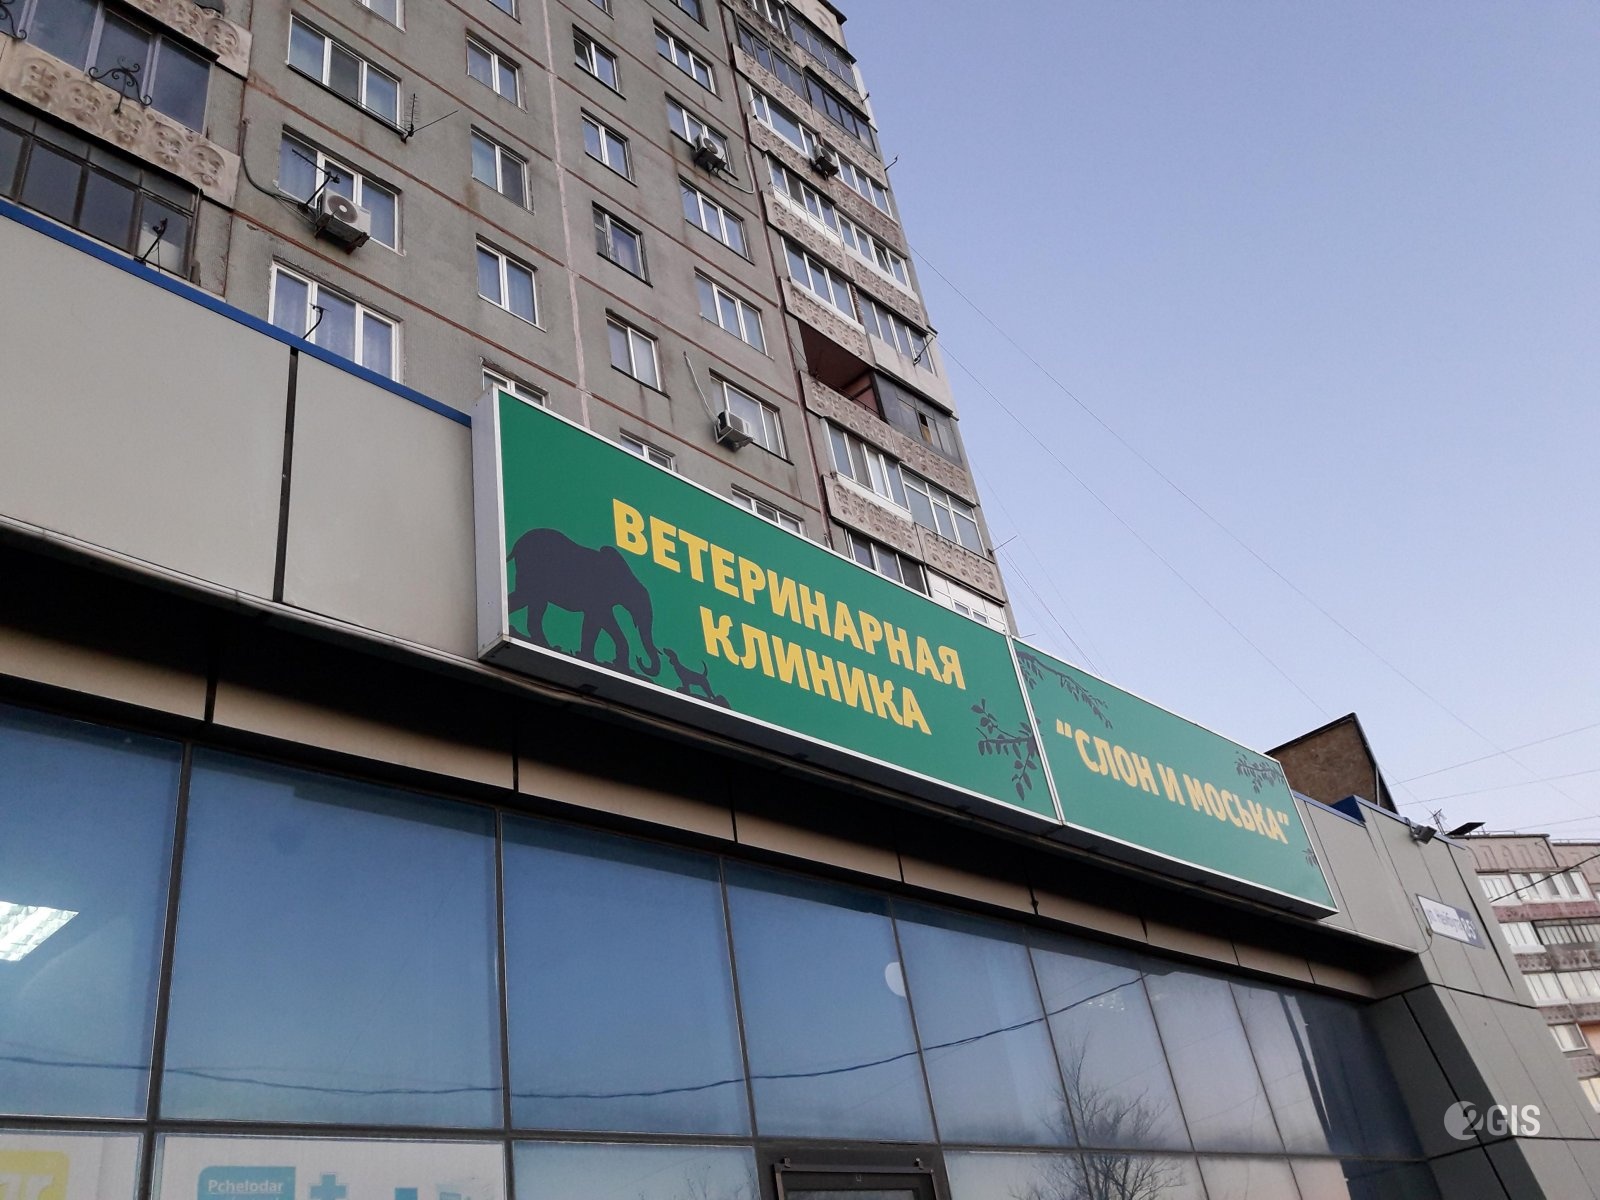 ВЕТЕРИНАРНАЯ
КЛИНИКА
"СЛОН И МОСЬКА"
Pchelodar
2GIS